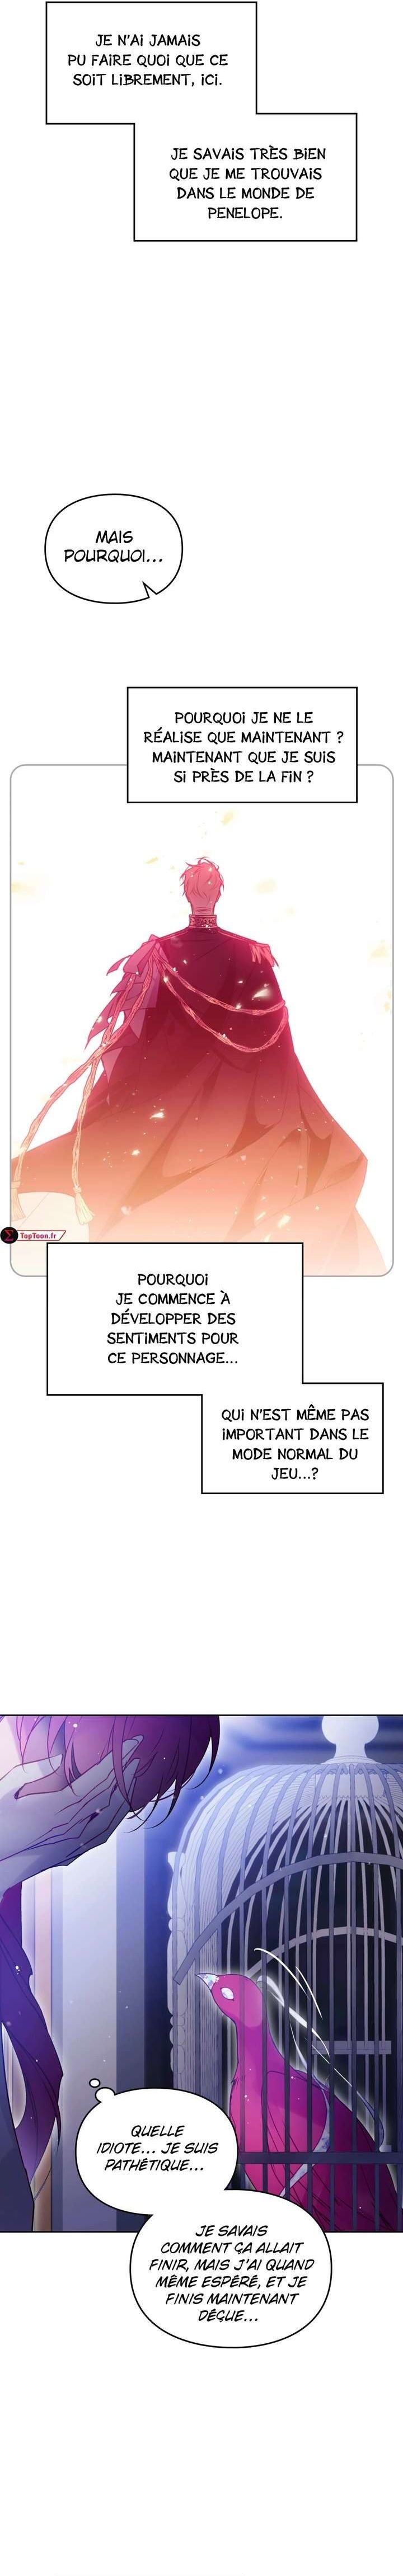 JE N'AI JAMAIS
PU FAIRE QUOI QUE CE
SOIT LIBREMENT, ICI.
JE SAVAIS TRÈS BIEN
QUE JE ME TROUVAIS
DANS LE MONDE DE
PENELOPE.
MAIS
POURQUOI...
POURQUOI JE NE LE
RÉALISE QUE MAINTENANT ?
MAINTENANT QUE JE SUIS
SI PRÈS DE LA FIN ?
TopToon.fr
POURQUOI
JE COMMENCE À
DÉVELOPPER DES
SENTIMENTS POUR
CE PERSONNAGE...
QUI N'EST MÊME PAS
IMPORTANT DANS LE
MODE NORMAL DU
JEU...?
QUELLE
IDIOTE... JE SUIS
PATHÉTIQUE...
JE SAVAIS
COMMENT ÇA ALLAIT
FINIR, MAIS J'AI QUAND
MÊME ESPÉRÉ, ET JE
FINIS MAINTENANT
DÉÇUE...